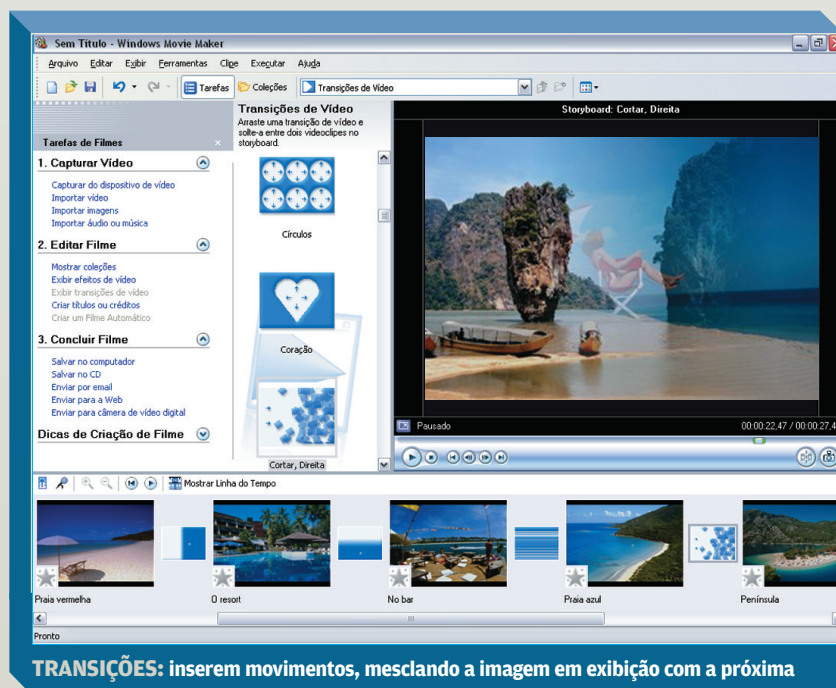 Sem Título - Windows Movie Maker
Arquivo Editar Exibir Ferramentas Clipe Executar Ajuda
Tarefas Coleções Transições de Vídeo
Tarefas de Filmes
1. Capturar Vídeo
Capturar do dispositivo de vídeo
Importar vídeo
Importar imagens
Importar áudio ou música
2. Editar Filme
Mostrar coleções
Exibir efeitos de vídeo
Exibir transições de vídeo
Criar títulos ou créditos
Criar um Filme Automático
3. Concluir Filme
Salvar no computador
Salvar no CD
Enviar por email
Enviar para a Web
Enviar para câmera de vídeo digital
Dicas de Criação de Filme
Transições de Vídeo
Arraste uma transição de vídeo e
solte-a entre dois videoclipes no
storyboard.
Círculos
Coração
Cortar, Direita
Storyboard: Cortar, Direita
Pausado 00:00:22,47 / 00:00:27,4
Mostrar Linha do Tempo
Praia vermelha O resort No bar Praia azul Península
Pronto
TRANSIÇÕES: inserem movimentos, mesclando a imagem em exibição com a próxima